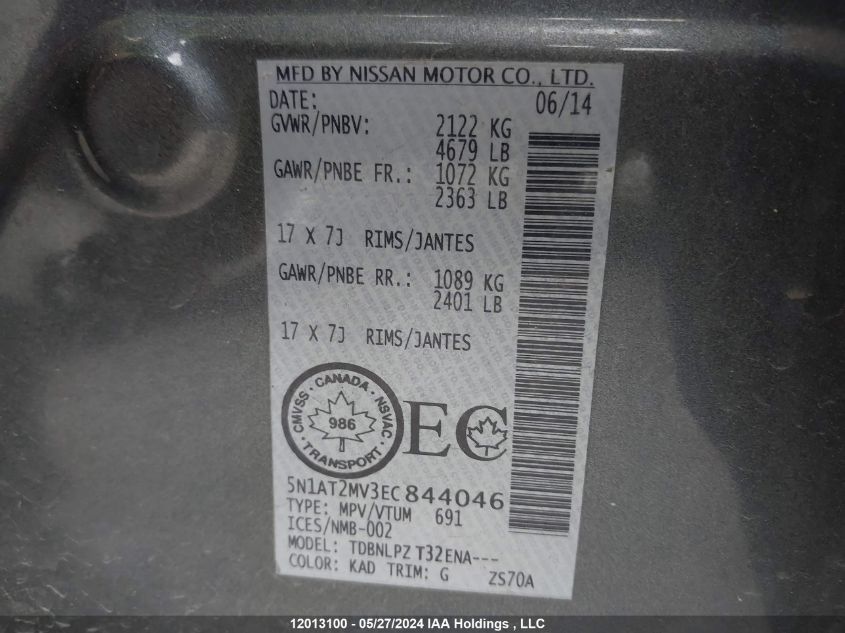 MFD BY NISSAN MOTOR CO., LTD.
DATE: 06/14
GVWR/PNBV: 2122 KG
4679 LB
GAWR/PNBE FR.: 1072 KG
2363 LB
17 X 7J RIMS/JANTES
GAWR/PNBE RR.: 1089 KG
2401 LB
17 X 7J RIMS/JANTES
CANADA · NSVAC · TRANSPORT · CMVSS ·
986
EC
5N1AT2MV3EC844046
TYPE: MPV/VTUM 691
ICES/NMB-002
MODEL: TDBNLPZ T32ENA---
COLOR: KAD TRIM: G ZS70A
12013100 - 05/27/2024 IAA Holdings , LLC